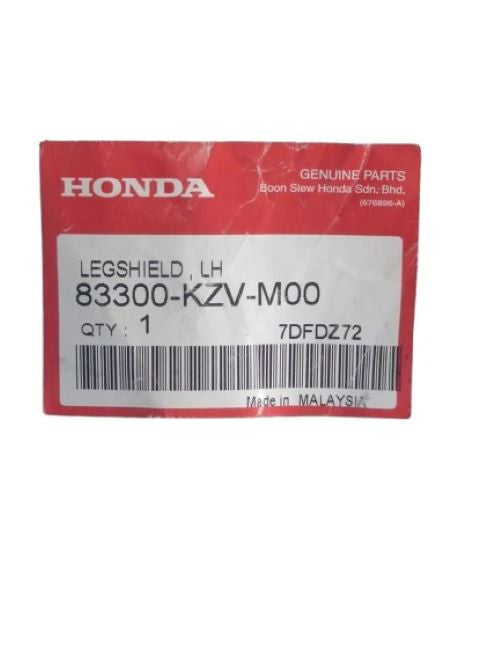 HONDA
GENUINE PARTS
Boon Siew Honda Sdn. Bhd.
(676896-A)
LEGSHIELD , LH
83300-KZV-M00
QTY : 1 7DFDZ72
Made in MALAYSIA